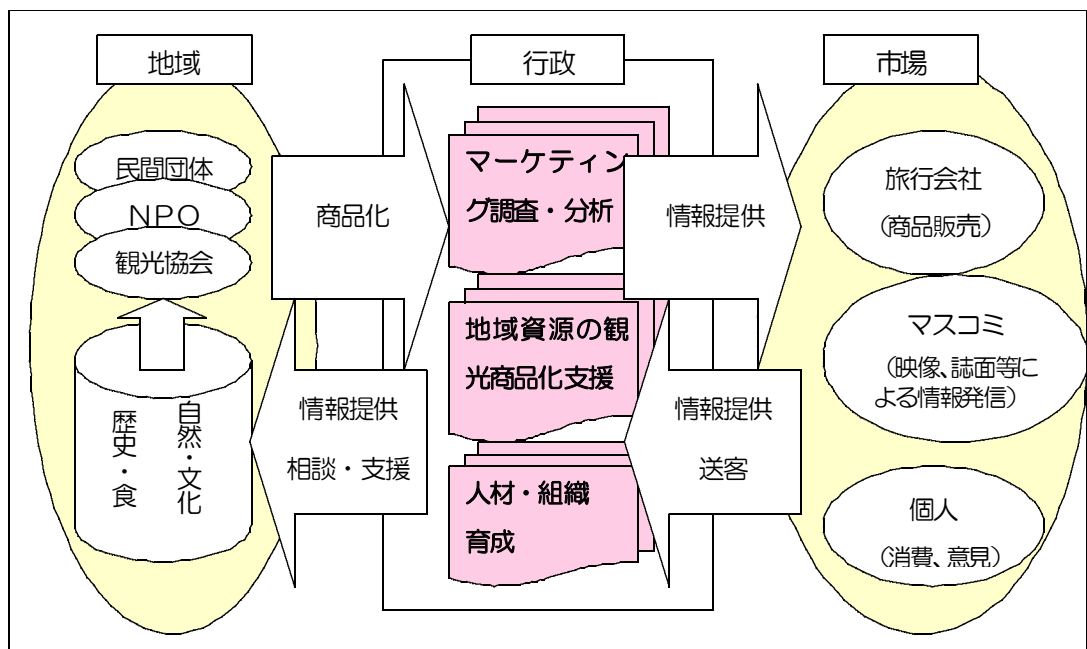 地域
行政
市場
民間団体
NPO
観光協会
自然・文化
歴史・食
商品化
情報提供
相談・支援
マーケティン
グ調査・分析
地域資源の観
光商品化支援
人材・組織
育成
情報提供
情報提供
送客
旅行会社
(商品販売)
マスコミ
(映像、誌面等に
よる情報発信)
個人
(消費、意見)